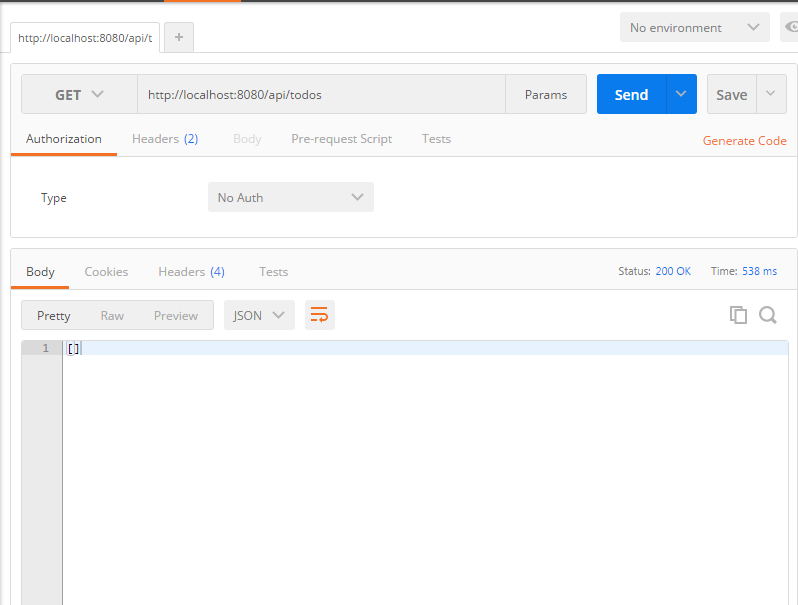 http://localhost:8080/api/t + No environment
GET http://localhost:8080/api/todos Params Send Save
Authorization Headers (2) Body Pre-request Script Tests Generate Code
Type No Auth
Body Cookies Headers (4) Tests Status: 200 OK Time: 538 ms
Pretty Raw Preview JSON
1 []